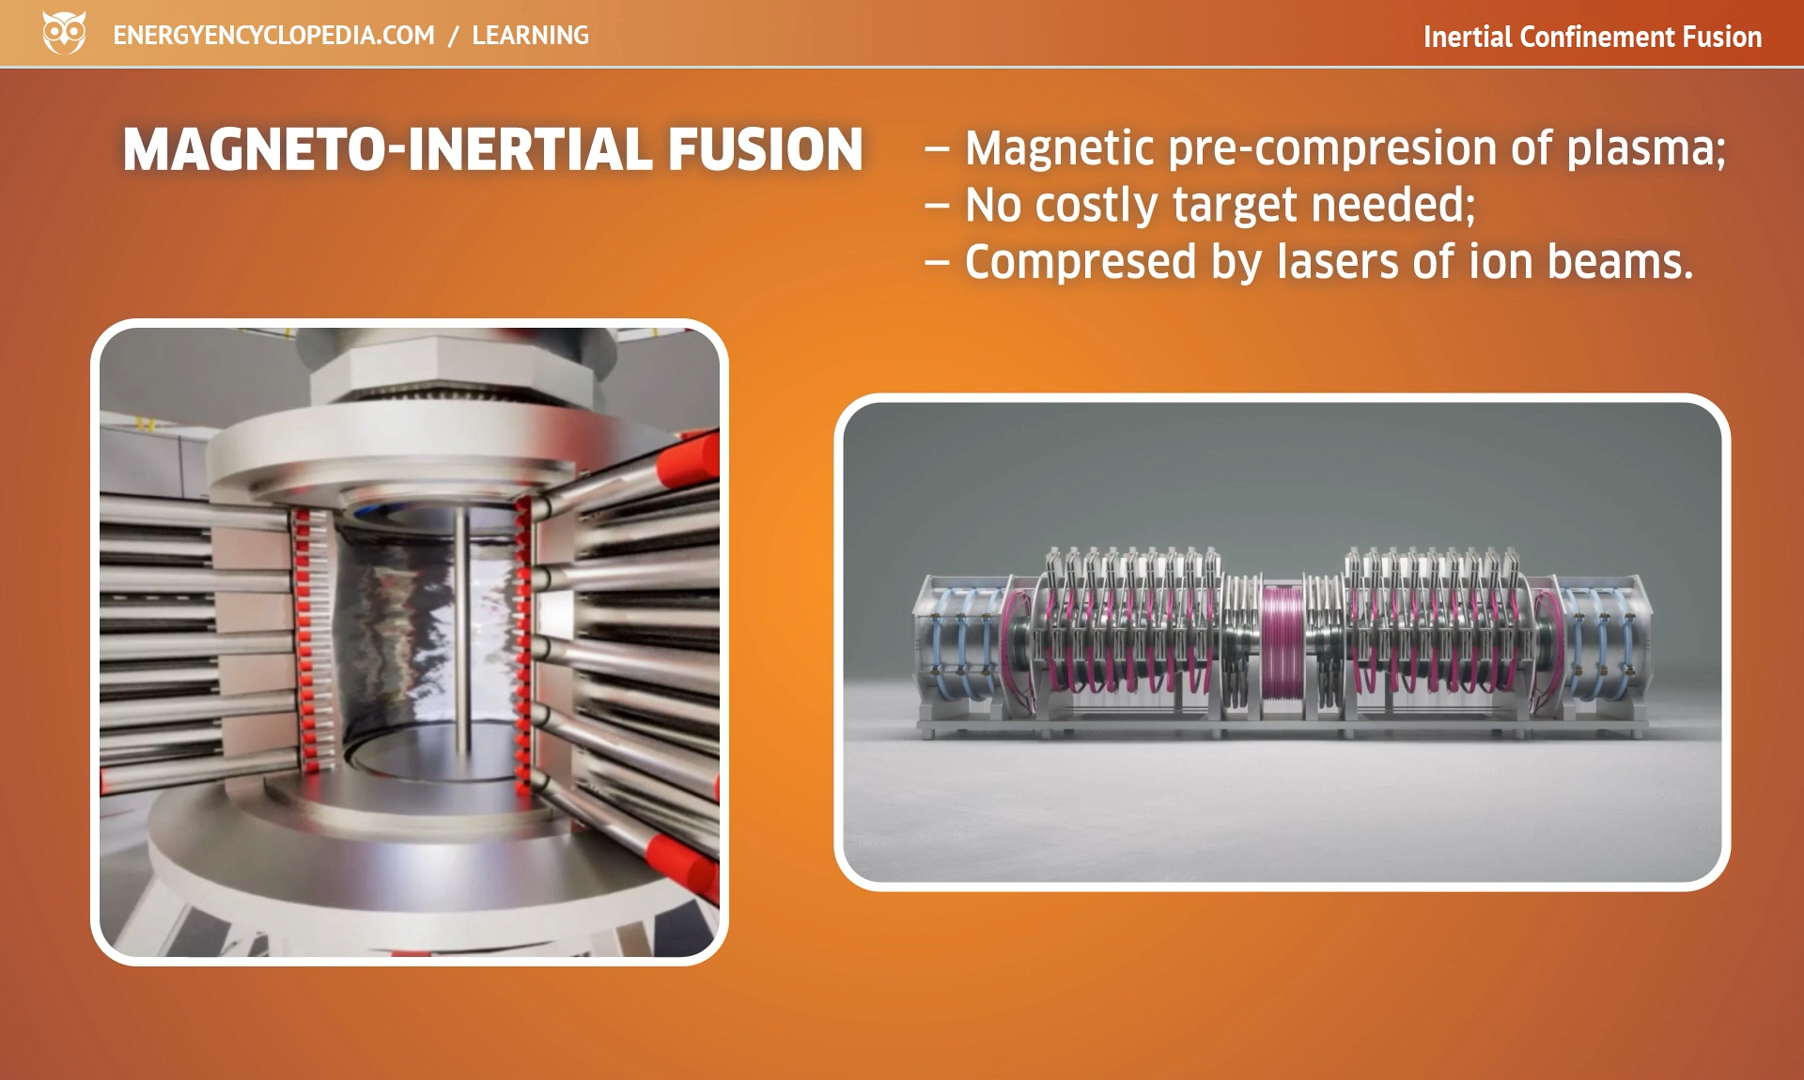 ENERGYENCYCLOPEDIA.COM / LEARNING
Inertial Confinement Fusion
MAGNETO-INERTIAL FUSION
– Magnetic pre-compresion of plasma;
– No costly target needed;
– Compresed by lasers of ion beams.